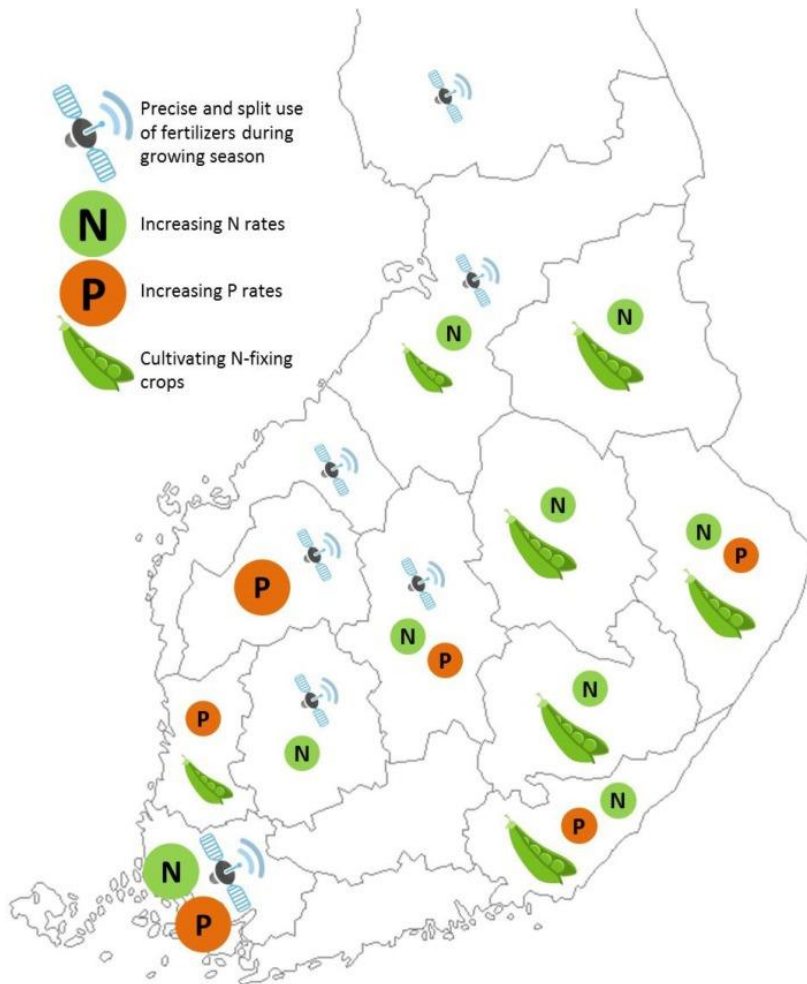 Precise and split use
of fertilizers during
growing season
N
Increasing N rates
P
Increasing P rates
Cultivating N-fixing
crops
N
N
N
N
P
P
N
P
N
P
N
N
P
N
P